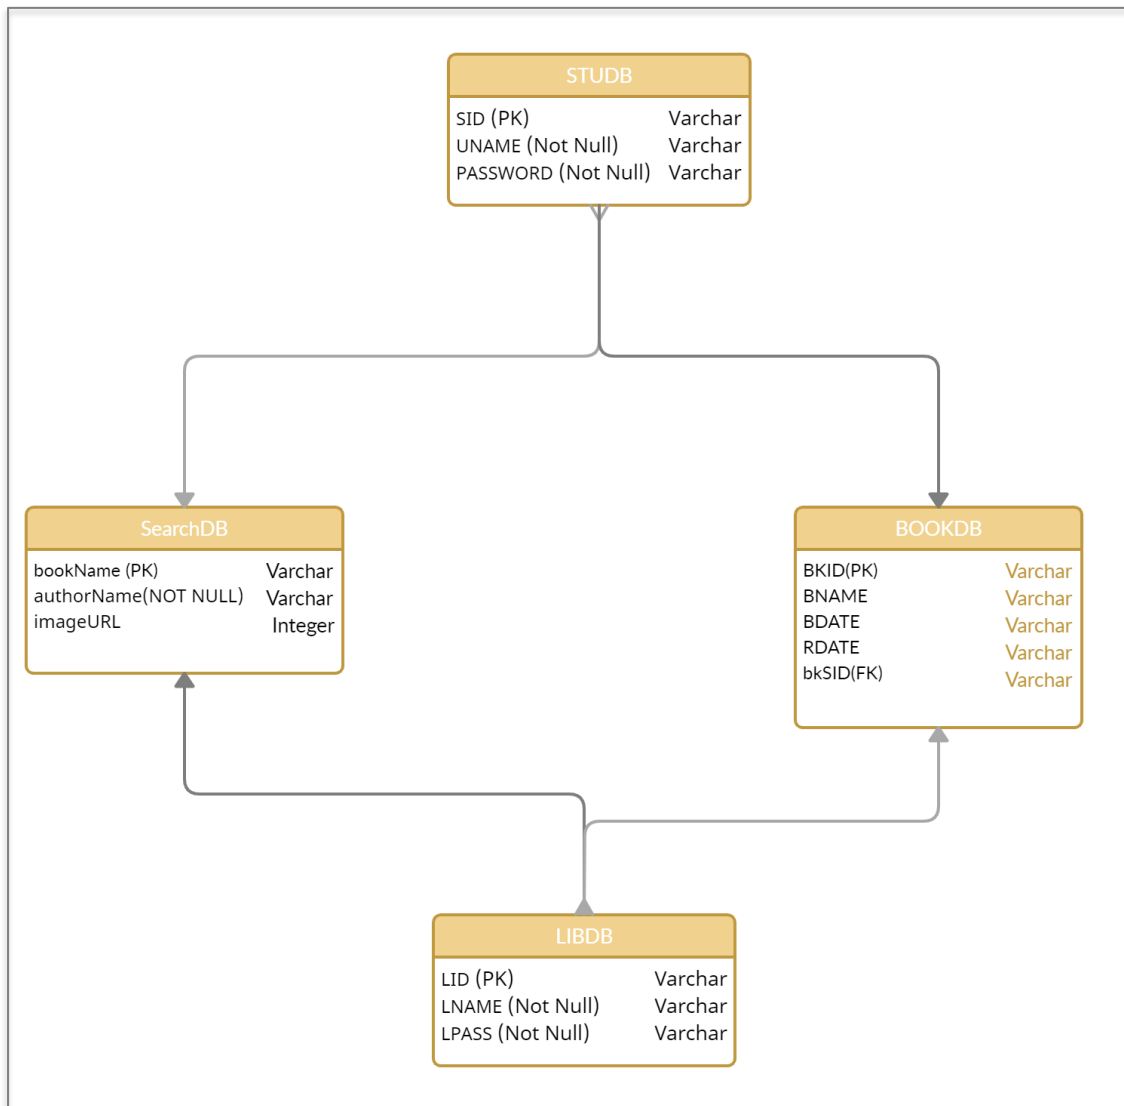 STUDB
SID (PK) Varchar
UNAME (Not Null) Varchar
PASSWORD (Not Null) Varchar
SearchDB
bookName (PK) Varchar
authorName(NOT NULL) Varchar
imageURL Integer
BOOKDB
BKID(PK) Varchar
BNAME Varchar
BDATE Varchar
RDATE Varchar
bkSID(FK) Varchar
LIBDB
LID (PK) Varchar
LNAME (Not Null) Varchar
LPASS (Not Null) Varchar